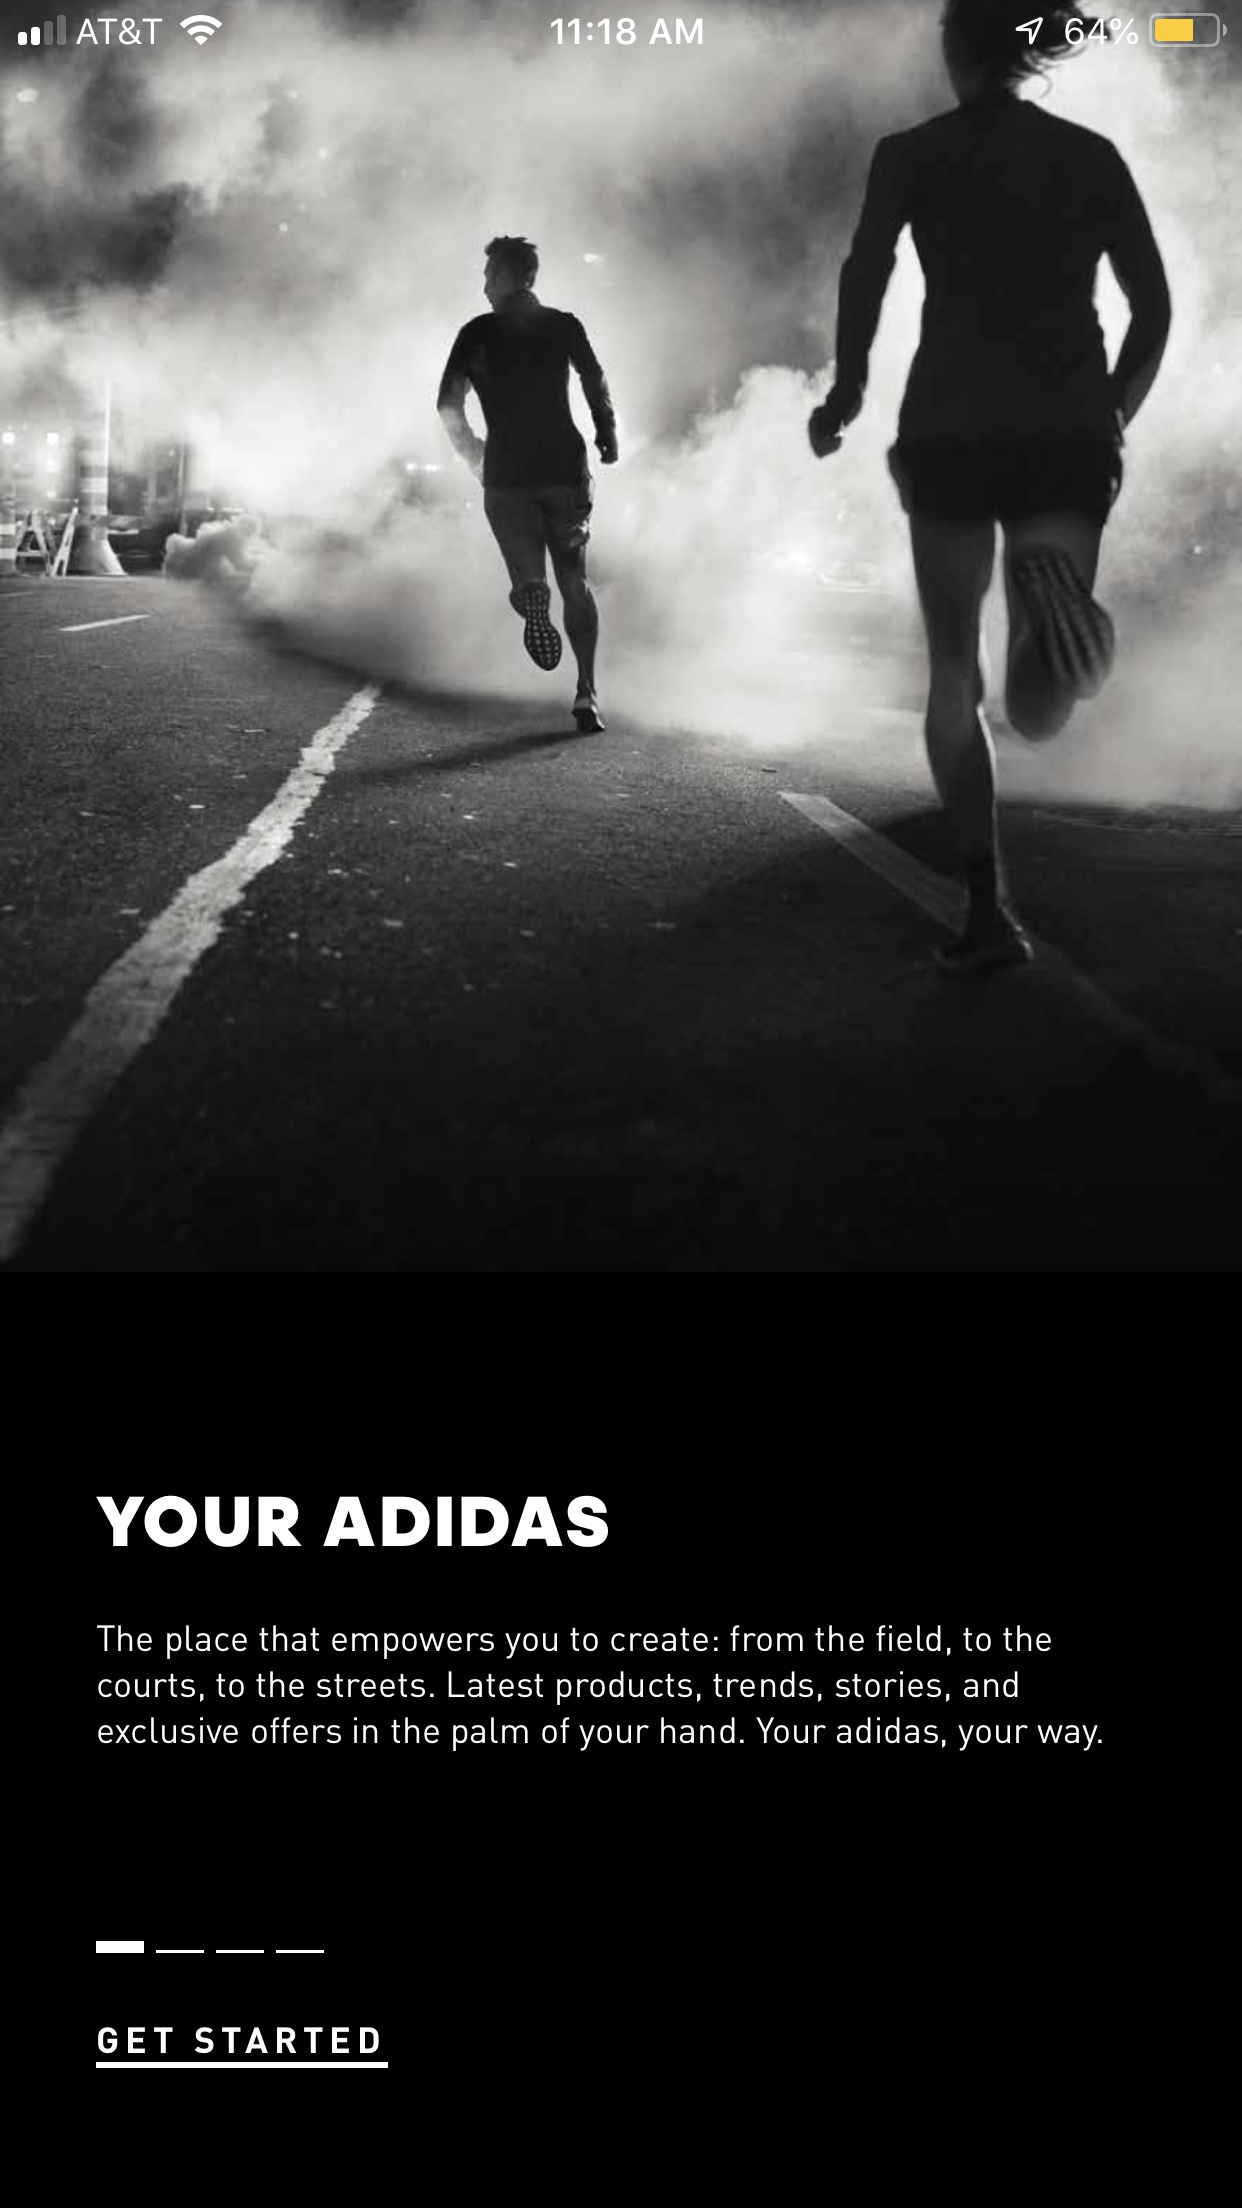 AT&T 11:18 AM 64%
YOUR ADIDAS
The place that empowers you to create: from the field, to the
courts, to the streets. Latest products, trends, stories, and
exclusive offers in the palm of your hand. Your adidas, your way.
GET STARTED